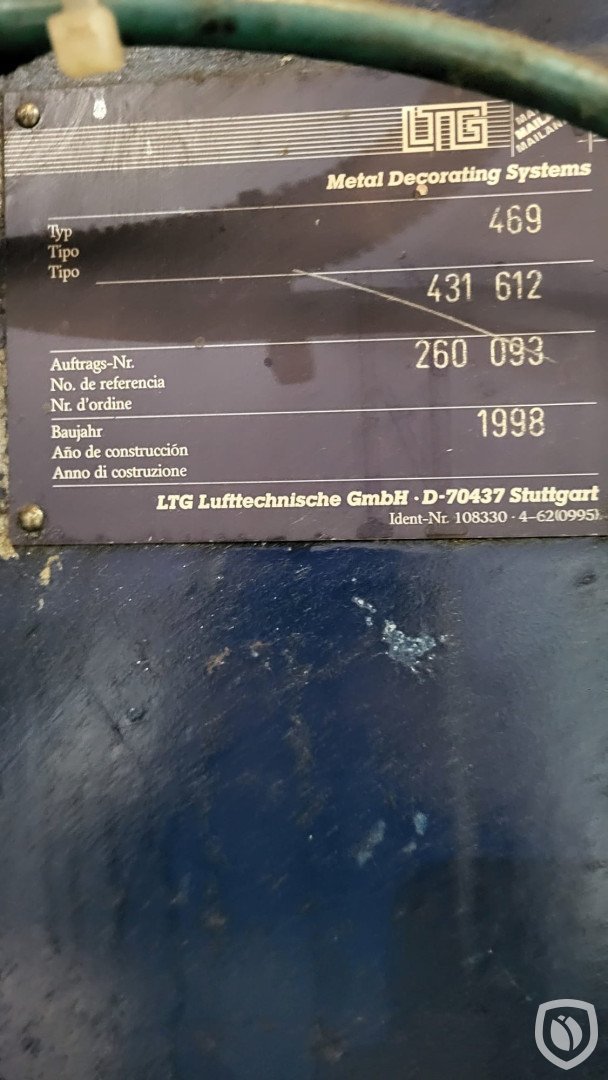 LTG
MAILAN
Metal Decorating Systems
Typ 469
Tipo
Tipo
431 612
Auftrags-Nr. 260 093
No. de referencia
Nr. d'ordine
Baujahr 1998
Año de construcción
Anno di costruzione
LTG Lufttechnische GmbH · D-70437 Stuttgart
Ident-Nr. 108330 · 4-62(0995)